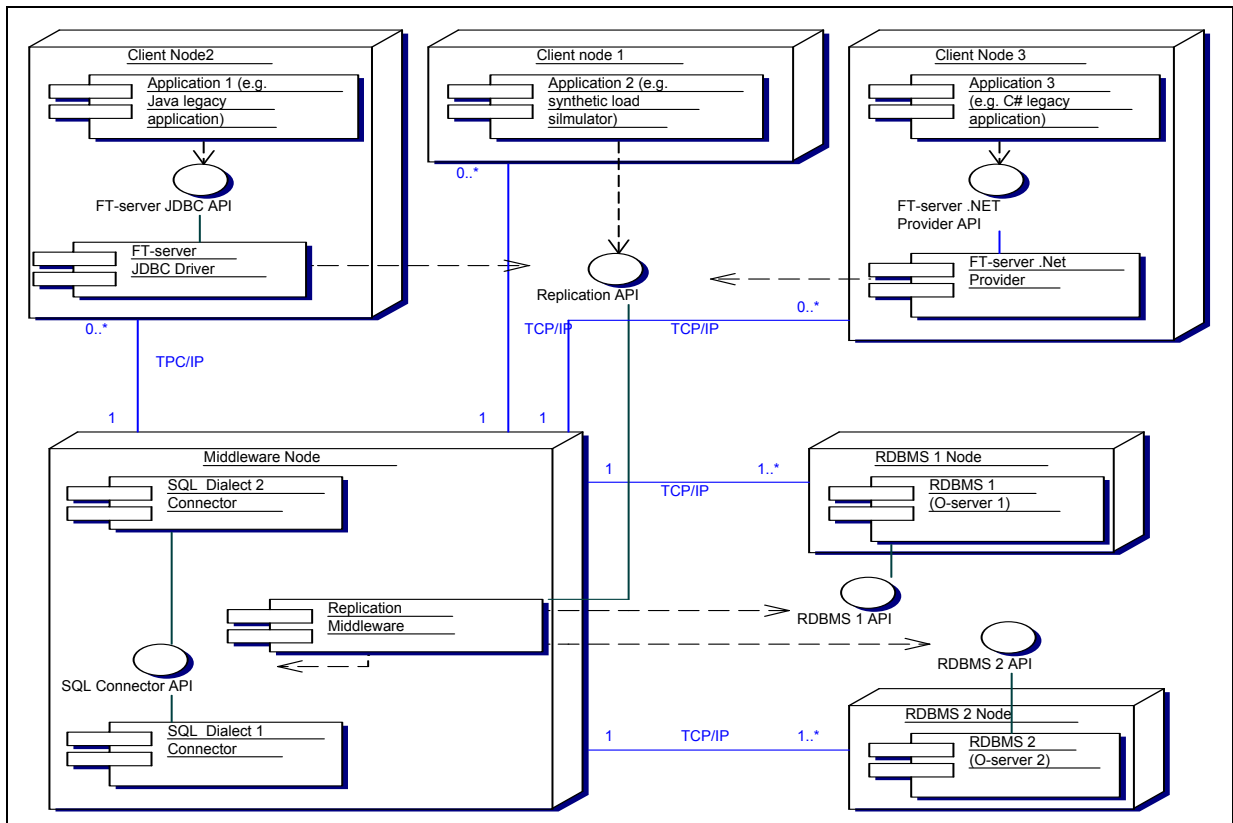 Client Node2
Application 1 (e.g.
Java legacy
application)
FT-server JDBC API
FT-server
JDBC Driver
Client node 1
Application 2 (e.g.
synthetic load
silmulator)
Client Node 3
Application 3
(e.g. C# legacy
application)
FT-server .NET
Provider API
FT-server .Net
Provider
Replication API
0..*
0..*
0..*
TPC/IP
TCP/IP
TCP/IP
1
1
1
Middleware Node
SQL Dialect 2
Connector
Replication
Middleware
SQL Connector API
SQL Dialect 1
Connector
1
1..*
TCP/IP
RDBMS 1 Node
RDBMS 1
(O-server 1)
RDBMS 1 API
RDBMS 2 API
1
TCP/IP
1..*
RDBMS 2 Node
RDBMS 2
(O-server 2)